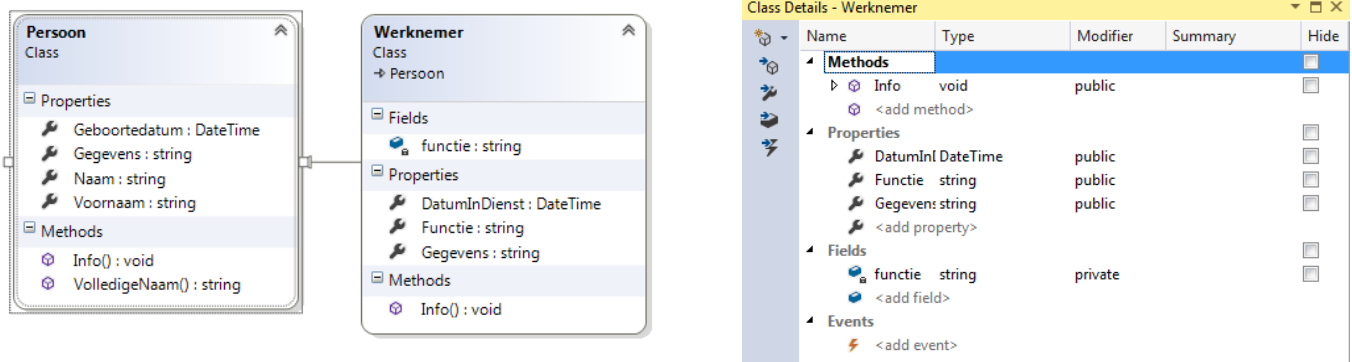 Persoon
Class
Properties
Geboortedatum : DateTime
Gegevens : string
Naam : string
Voornaam : string
Methods
Info() : void
VolledigeNaam() : string
Werknemer
Class
Persoon
Fields
functie : string
Properties
DatumInDienst : DateTime
Functie : string
Gegevens : string
Methods
Info() : void
Class Details - Werknemer
Name Type Modifier Summary Hide
Methods
Info void public
<add method>
Properties
DatumInI DateTime public
Functie string public
Gegevens string public
<add property>
Fields
functie string private
<add field>
Events
<add event>